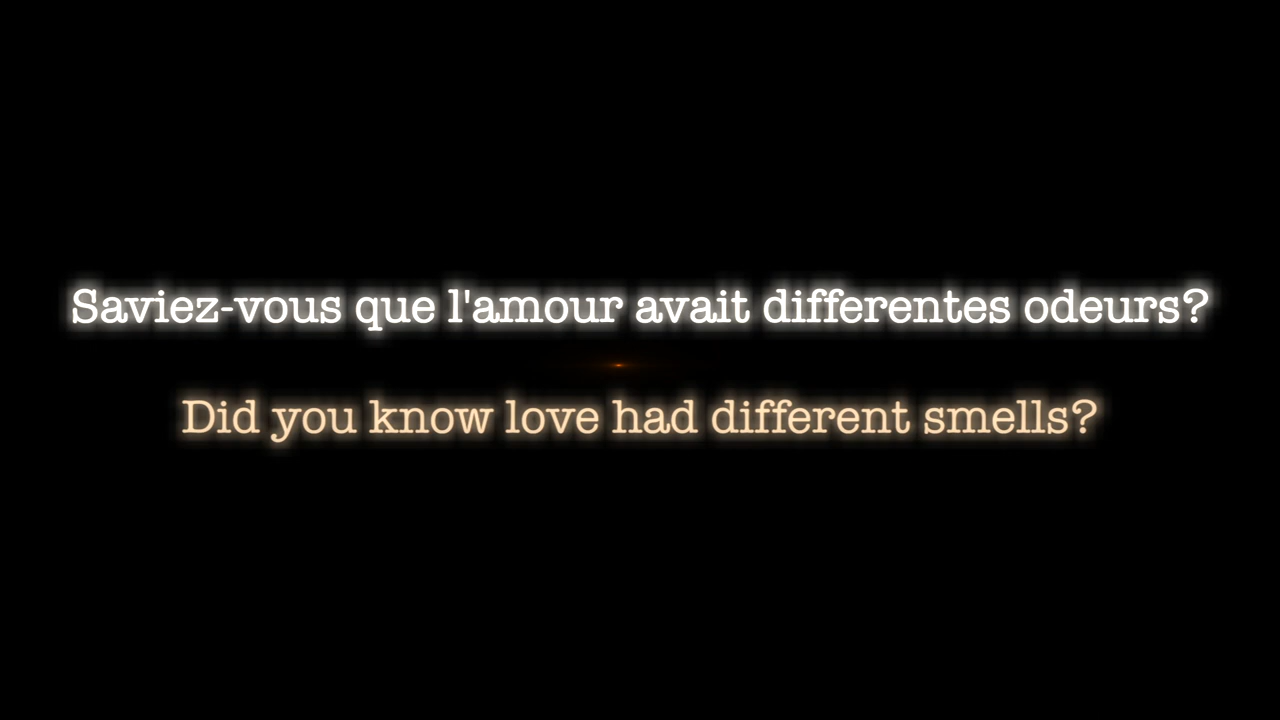 Saviez-vous que l'amour avait differentes odeurs?
Did you know love had different smells?